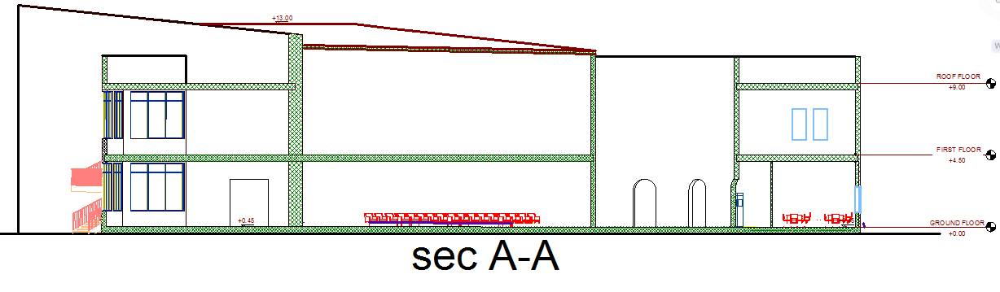 +13.00
ROOF FLOOR
+9.00
FIRST FLOOR
+4.50
+0.45
GROUND FLOOR
+0.00
sec A-A